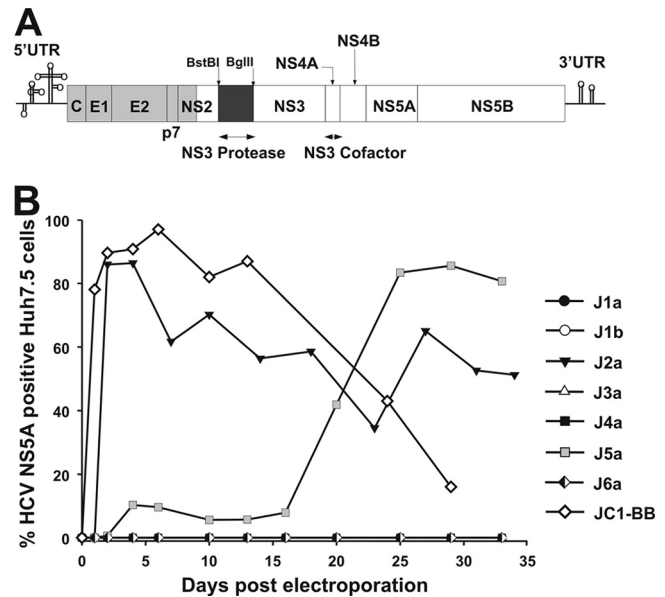 A
5'UTR
BstBI
BglII
NS4A
NS4B
3'UTR
C
E1
E2
NS2
NS3
NS5A
NS5B
p7
NS3 Protease
NS3 Cofactor
B
% HCV NS5A positive Huh7.5 cells
100
80
60
40
20
0
0 5 10 15 20 25 30 35
Days post electroporation
J1a
J1b
J2a
J3a
J4a
J5a
J6a
JC1-BB